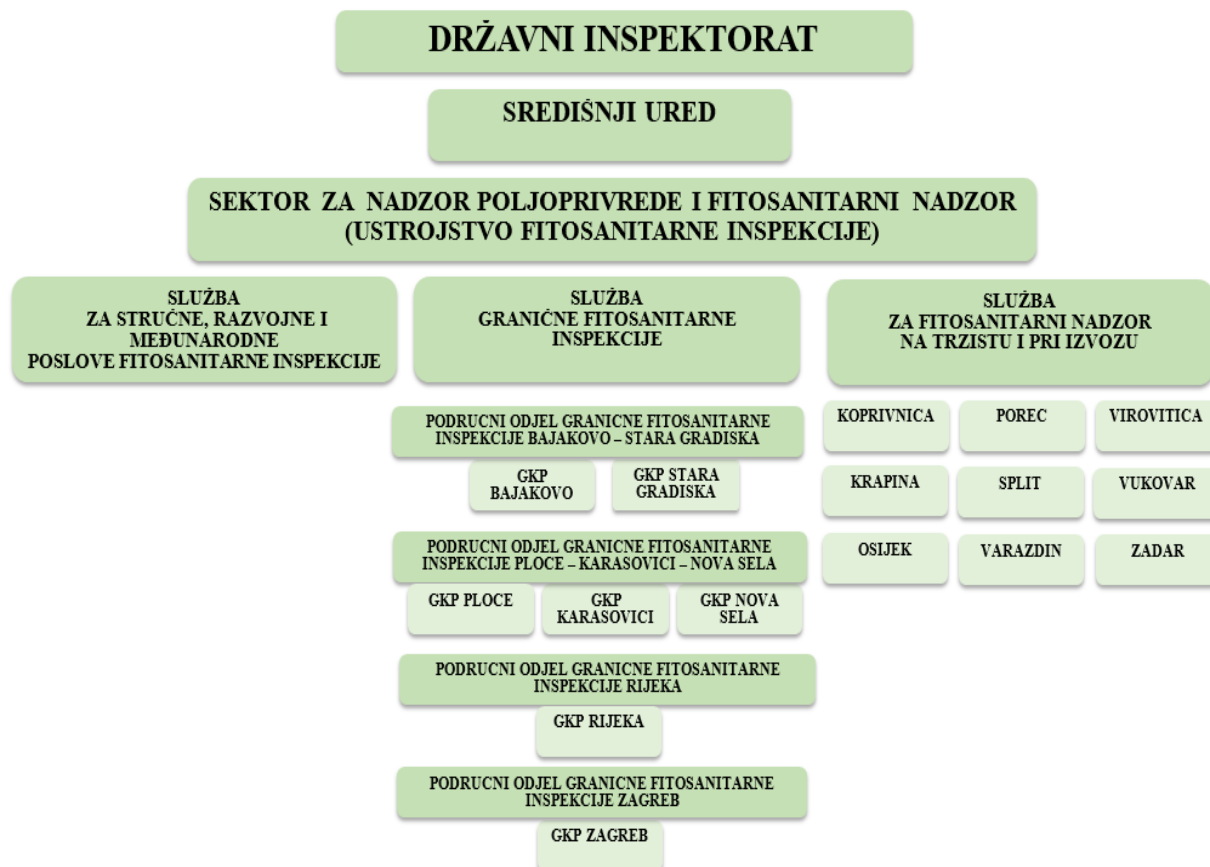 DRŽAVNI INSPEKTORAT
SREDIŠNJI URED
SEKTOR ZA NADZOR POLJOPRIVREDE I FITOSANITARNI NADZOR
(USTROJSTVO FITOSANITARNE INSPEKCIJE)
SLUŽBA
ZA STRUČNE, RAZVOJNE I
MEĐUNARODNE
POSLOVE FITOSANITARNE INSPEKCIJE
SLUŽBA
GRANIČNE FITOSANITARNE
INSPEKCIJE
SLUŽBA
ZA FITOSANITARNI NADZOR
NA TRZISTU I PRI IZVOZU
PODRUCNI ODJEL GRANICNE FITOSANITARNE
INSPEKCIJE BAJAKOVO – STARA GRADISKA
GKP
BAJAKOVO
GKP STARA
GRADISKA
PODRUCNI ODJEL GRANICNE FITOSANITARNE
INSPEKCIJE PLOCE – KARASOVICI – NOVA SELA
GKP PLOCE
GKP
KARASOVICI
GKP NOVA
SELA
PODRUCNI ODJEL GRANICNE FITOSANITARNE
INSPEKCIJE RIJEKA
GKP RIJEKA
PODRUCNI ODJEL GRANICNE FITOSANITARNE
INSPEKCIJE ZAGREB
GKP ZAGREB
KOPRIVNICA
POREC
VIROVITICA
KRAPINA
SPLIT
VUKOVAR
OSIJEK
VARAZDIN
ZADAR